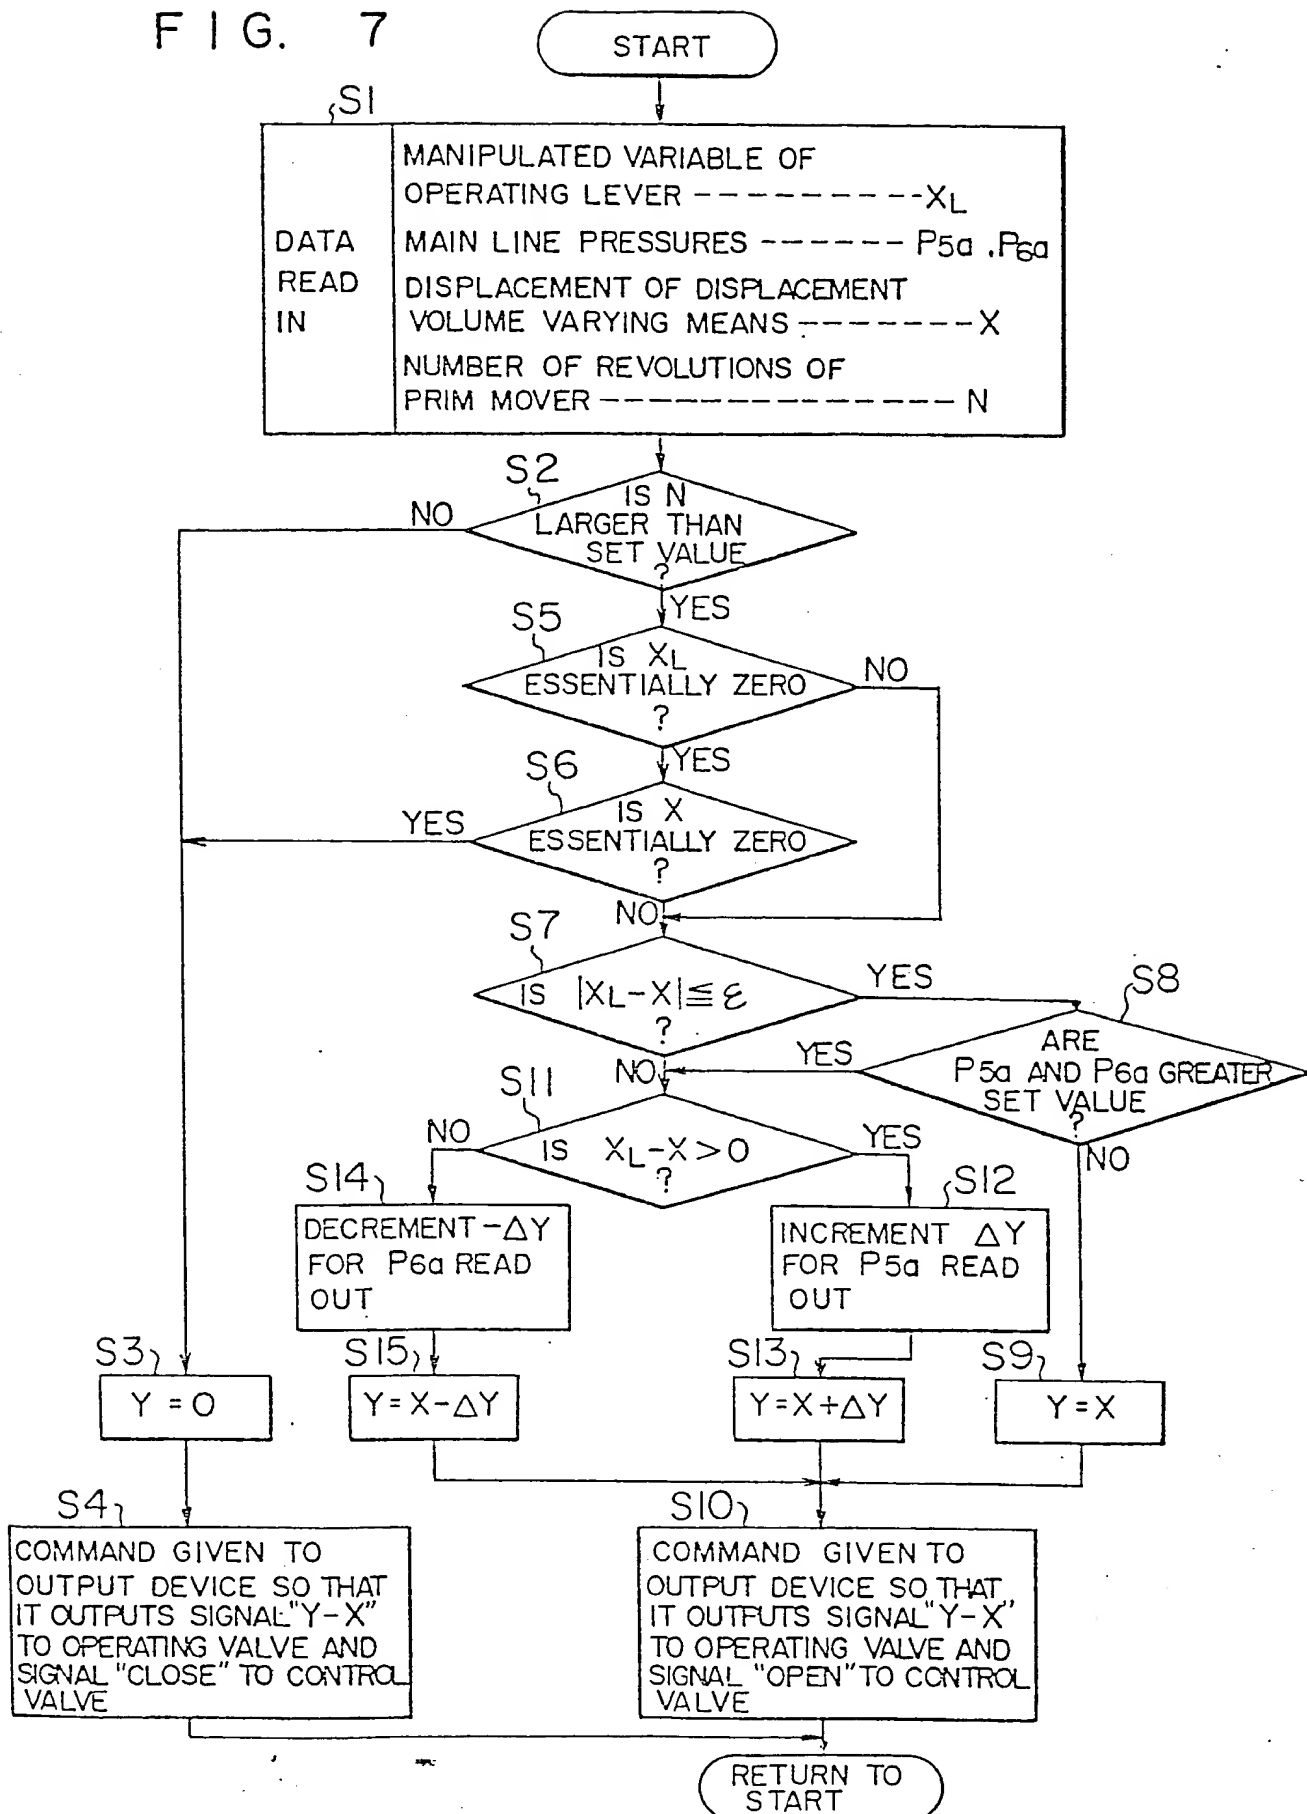 FIG. 7
START
S1
DATA
READ
IN
MANIPULATED VARIABLE OF
OPERATING LEVER ---------- XL
MAIN LINE PRESSURES ------ P5a . P6a
DISPLACEMENT OF DISPLACEMENT
VOLUME VARYING MEANS ------- X
NUMBER OF REVOLUTIONS OF
PRIM MOVER -------------- N
S2
IS N
LARGER THAN
SET VALUE
?
NO
YES
S5
IS XL
ESSENTIALLY ZERO
?
NO
YES
S6
IS X
ESSENTIALLY ZERO
?
YES
NO
S7
IS |XL-X|≦ε
?
YES
NO
S8
ARE
P5a AND P6a GREATER
SET VALUE
?
YES
NO
S11
IS XL-X>0
?
NO
YES
S14
DECREMENT -ΔY
FOR P6a READ
OUT
S12
INCREMENT ΔY
FOR P5a READ
OUT
S3
Y = 0
S15
Y=X-ΔY
S13
Y=X+ΔY
S9
Y=X
S4
COMMAND GIVEN TO
OUTPUT DEVICE SO THAT
IT OUTPUTS SIGNAL "Y-X"
TO OPERATING VALVE AND
SIGNAL "CLOSE" TO CONTROL
VALVE
S10
COMMAND GIVEN TO
OUTPUT DEVICE SO THAT
IT OUTPUTS SIGNAL "Y-X"
TO OPERATING VALVE AND
SIGNAL "OPEN" TO CONTROL
VALVE
RETURN TO
START